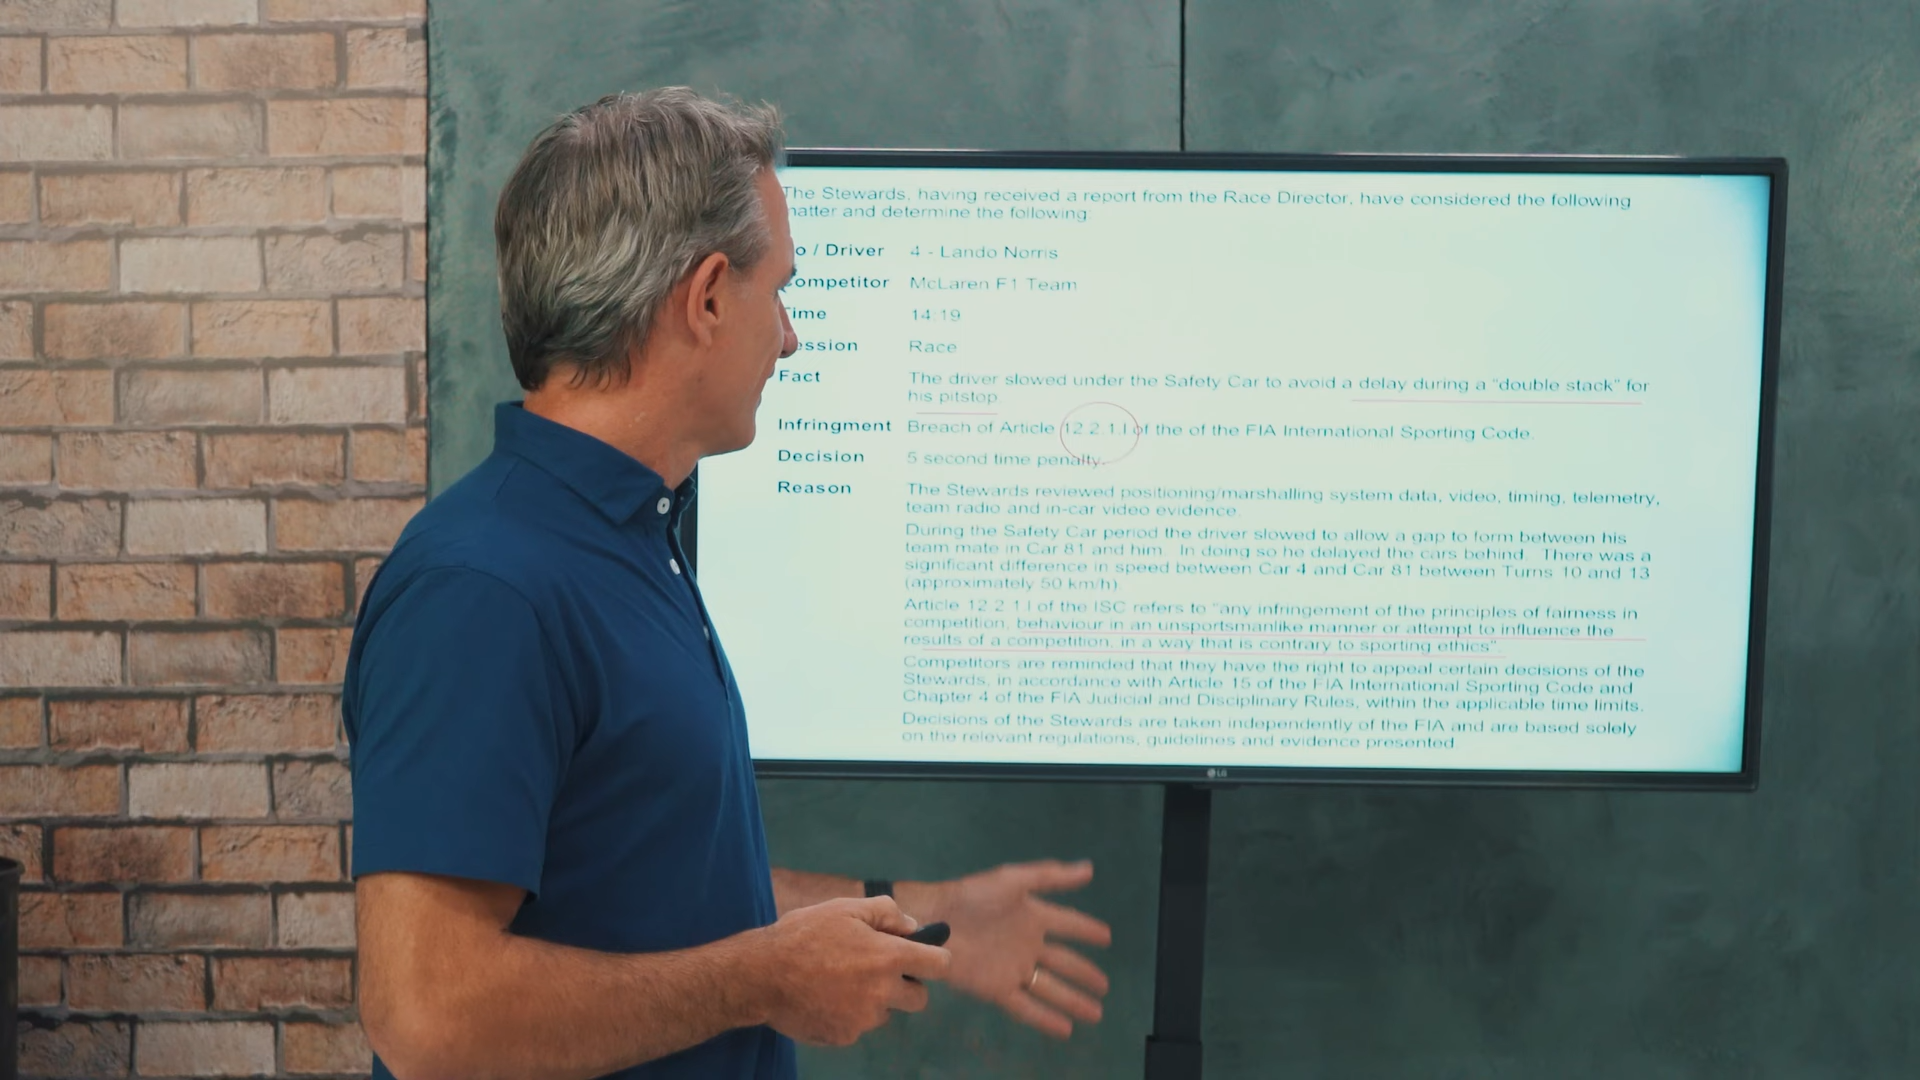 The Stewards, having received a report from the Race Director, have considered the following
matter and determine the following:
o / Driver 4 - Lando Norris
Competitor McLaren F1 Team
Time 14:19
ession Race
Fact The driver slowed under the Safety Car to avoid a delay during a "double stack" for
his pitstop.
Infringment Breach of Article 12.2.1.l of the of the FIA International Sporting Code.
Decision 5 second time penalty.
Reason The Stewards reviewed positioning/marshalling system data, video, timing, telemetry,
team radio and in-car video evidence.
During the Safety Car period the driver slowed to allow a gap to form between his
team mate in Car 81 and him. In doing so he delayed the cars behind. There was a
significant difference in speed between Car 4 and Car 81 between Turns 10 and 13
(approximately 50 km/h).
Article 12.2.1.l of the ISC refers to "any infringement of the principles of fairness in
competition, behaviour in an unsportsmanlike manner or attempt to influence the
results of a competition, in a way that is contrary to sporting ethics".
Competitors are reminded that they have the right to appeal certain decisions of the
Stewards, in accordance with Article 15 of the FIA International Sporting Code and
Chapter 4 of the FIA Judicial and Disciplinary Rules, within the applicable time limits.
Decisions of the Stewards are taken independently of the FIA and are based solely
on the relevant regulations, guidelines and evidence presented.
LG